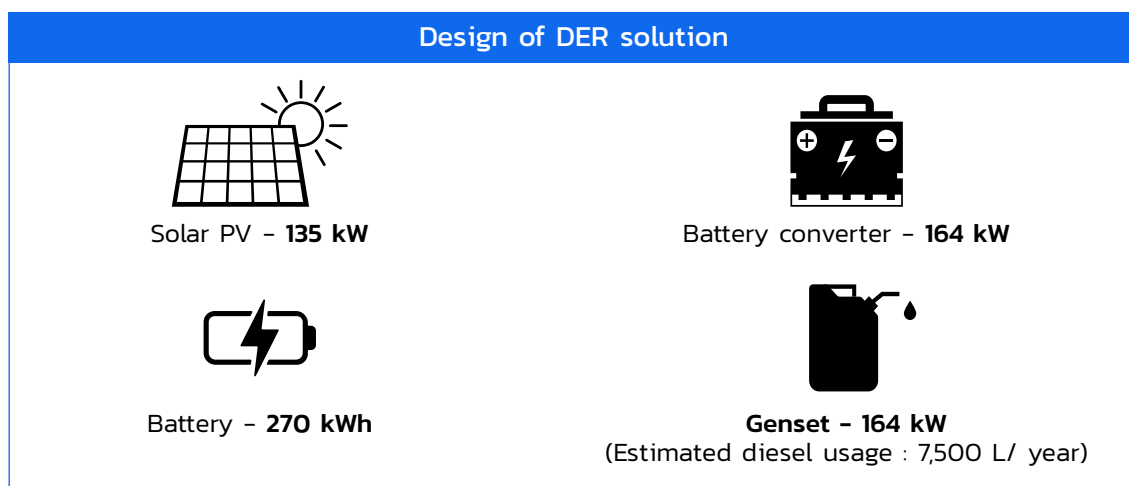 Design of DER solution
Solar PV - 135 kW
Battery converter - 164 kW
Battery - 270 kWh
Genset - 164 kW
(Estimated diesel usage : 7,500 L/ year)